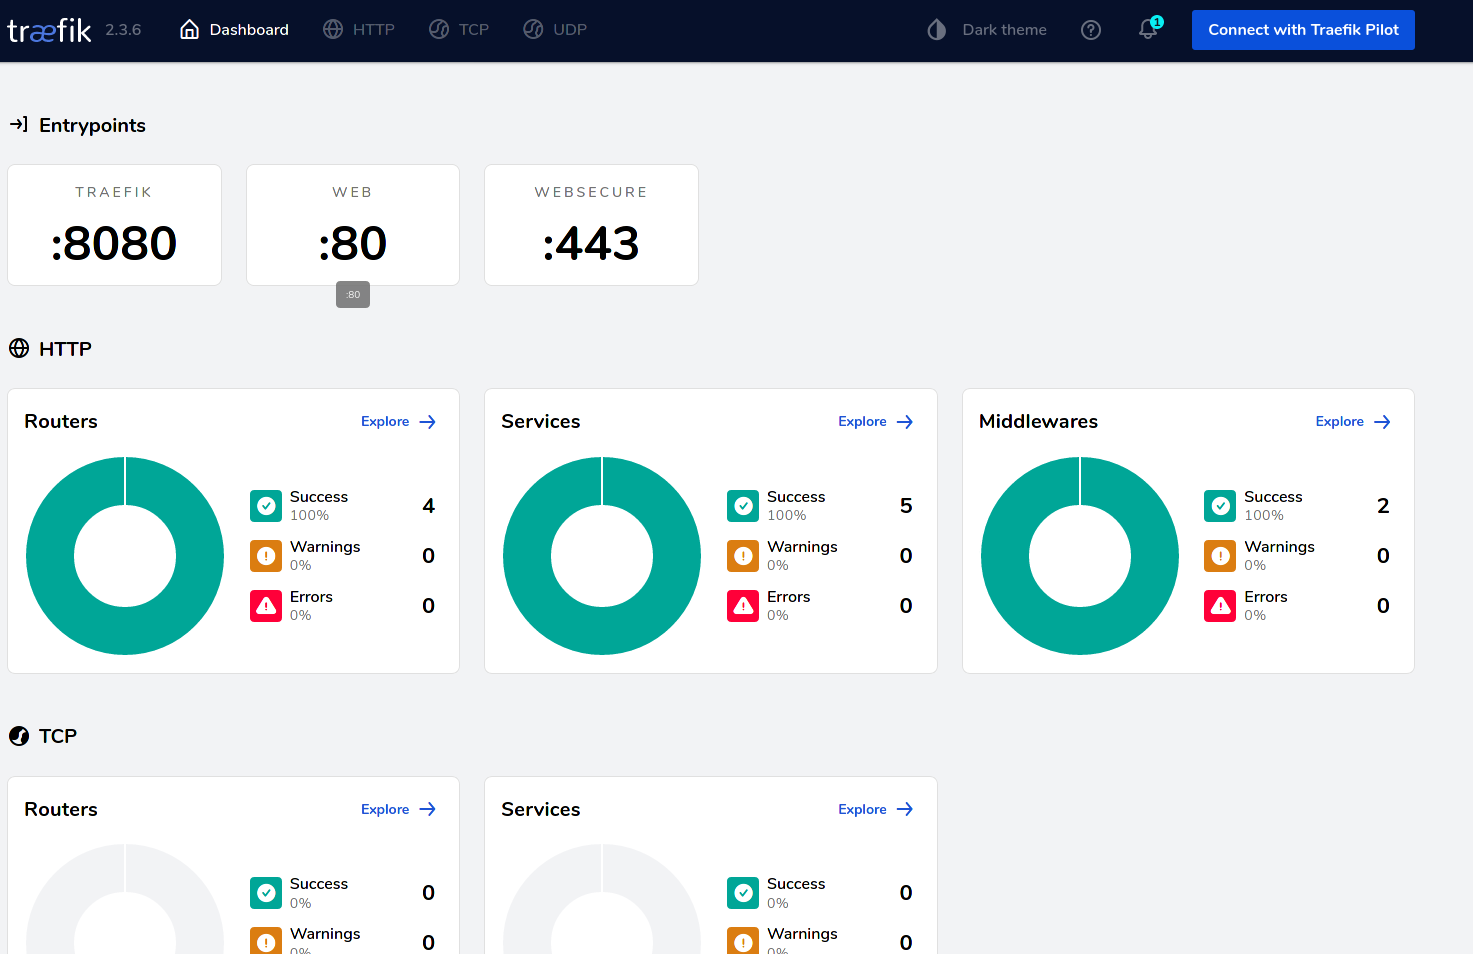 træfik 2.3.6 Dashboard HTTP TCP UDP Dark theme 1 Connect with Traefik Pilot
Entrypoints
TRAEFIK WEB WEBSECURE
:8080 :80 :443
:80
HTTP
Routers Explore Services Explore Middlewares Explore
Success 4 Success 5 Success 2
100% 100% 100%
Warnings 0 Warnings 0 Warnings 0
0% 0% 0%
Errors 0 Errors 0 Errors 0
0% 0% 0%
TCP
Routers Explore Services Explore
Success 0 Success 0
0% 0%
Warnings 0 Warnings 0
0% 0%